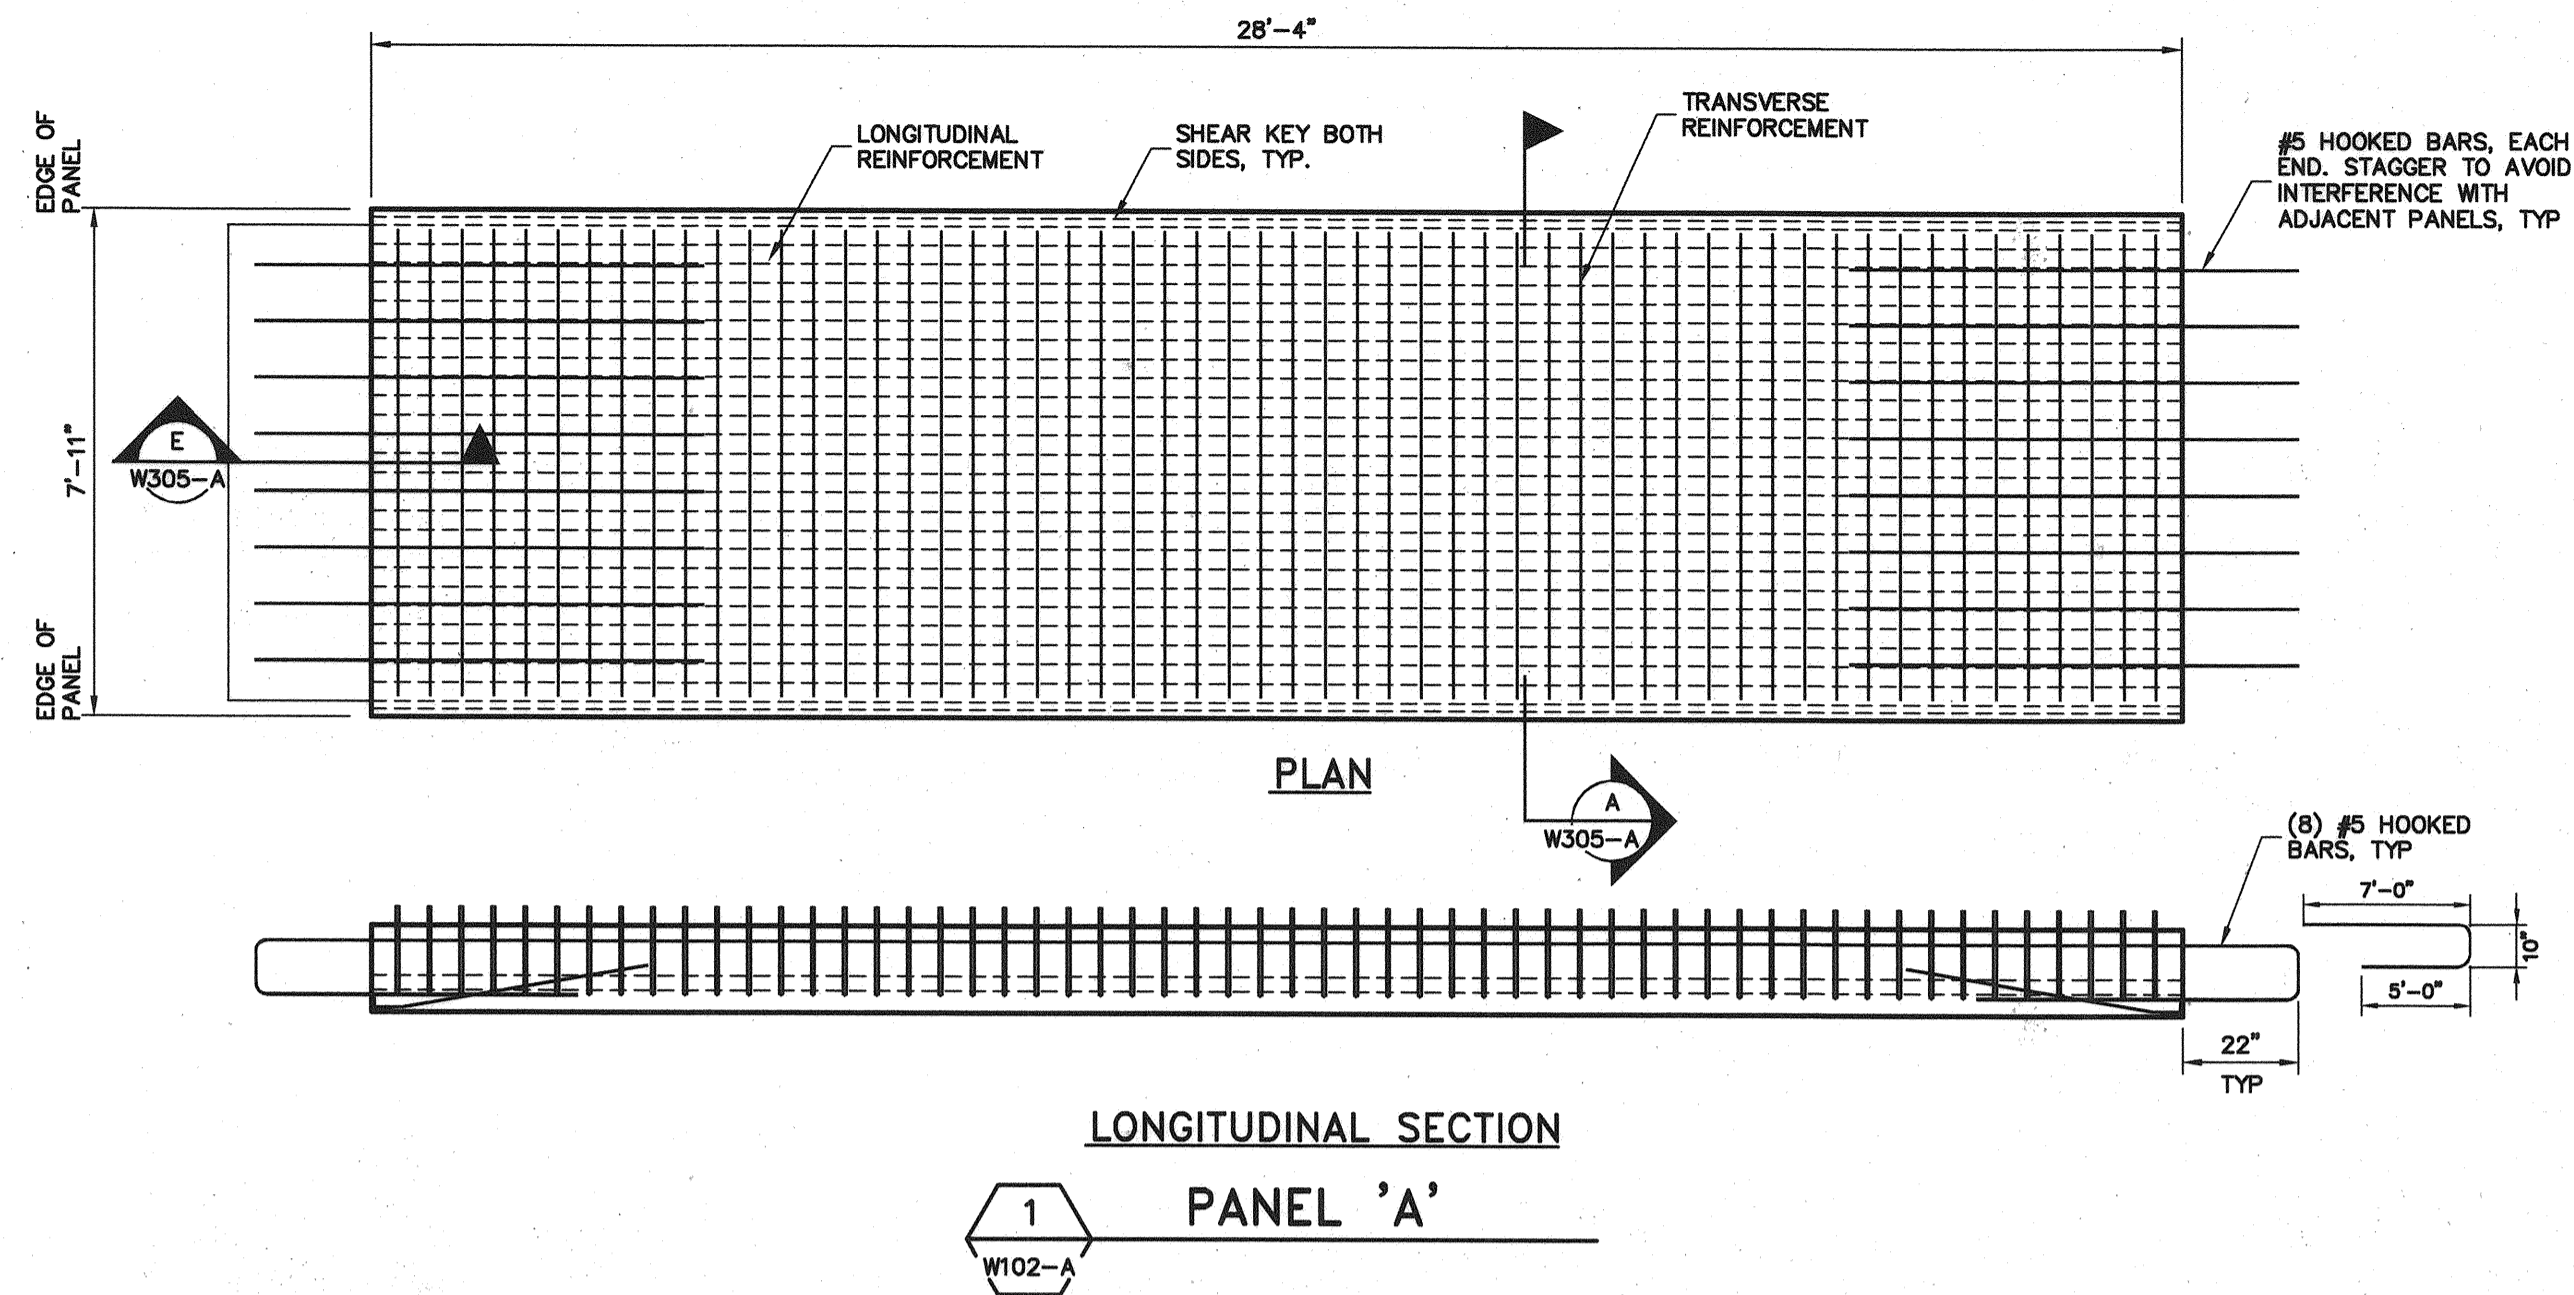 28'-4"
EDGE OF
PANEL
LONGITUDINAL
REINFORCEMENT
SHEAR KEY BOTH
SIDES, TYP.
TRANSVERSE
REINFORCEMENT
#5 HOOKED BARS, EACH
END. STAGGER TO AVOID
INTERFERENCE WITH
ADJACENT PANELS, TYP
7'-11"
E
W305-A
EDGE OF
PANEL
PLAN
A
W305-A
(8) #5 HOOKED
BARS, TYP
7'-0"
10"
5'-0"
22"
TYP
LONGITUDINAL SECTION
1
PANEL 'A'
W102-A